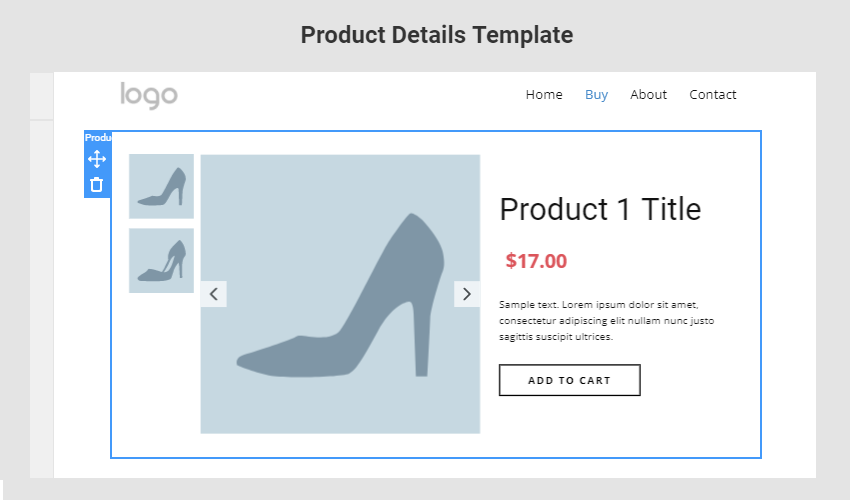 Product Details Template
logo
Home Buy About Contact
Produ
Product 1 Title
$17.00
Sample text. Lorem ipsum dolor sit amet,
consectetur adipiscing elit nullam nunc justo
sagittis suscipit ultrices.
ADD TO CART